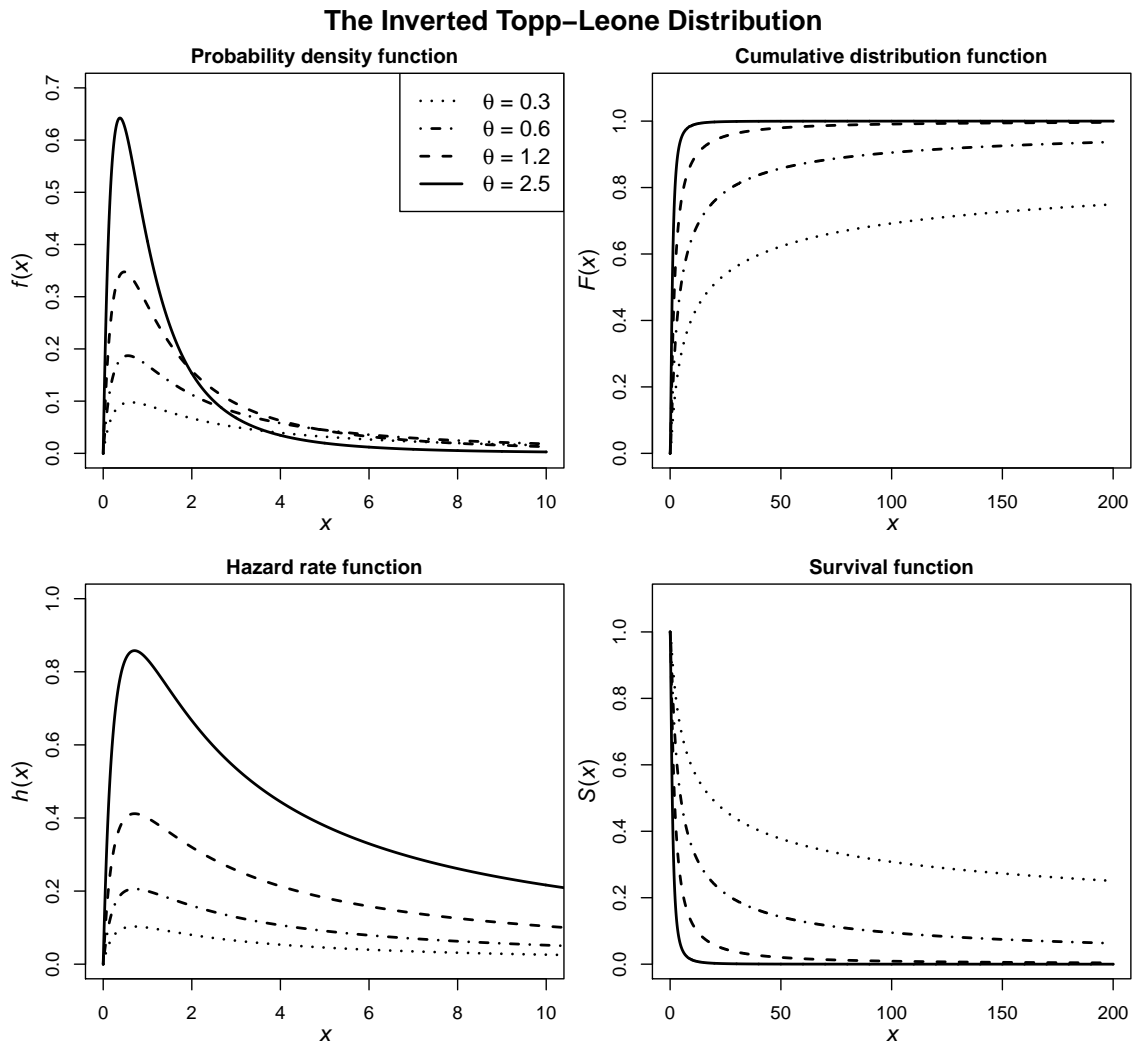 The Inverted Topp−Leone Distribution
Probability density function
0.0 0.1 0.2 0.3 0.4 0.5 0.6 0.7
f(x)
θ = 0.3
θ = 0.6
θ = 1.2
θ = 2.5
0 2 4 6 8 10
x
Cumulative distribution function
0.0 0.2 0.4 0.6 0.8 1.0
F(x)
0 50 100 150 200
x
Hazard rate function
0.0 0.2 0.4 0.6 0.8 1.0
h(x)
0 2 4 6 8 10
x
Survival function
0.0 0.2 0.4 0.6 0.8 1.0
S(x)
0 50 100 150 200
x